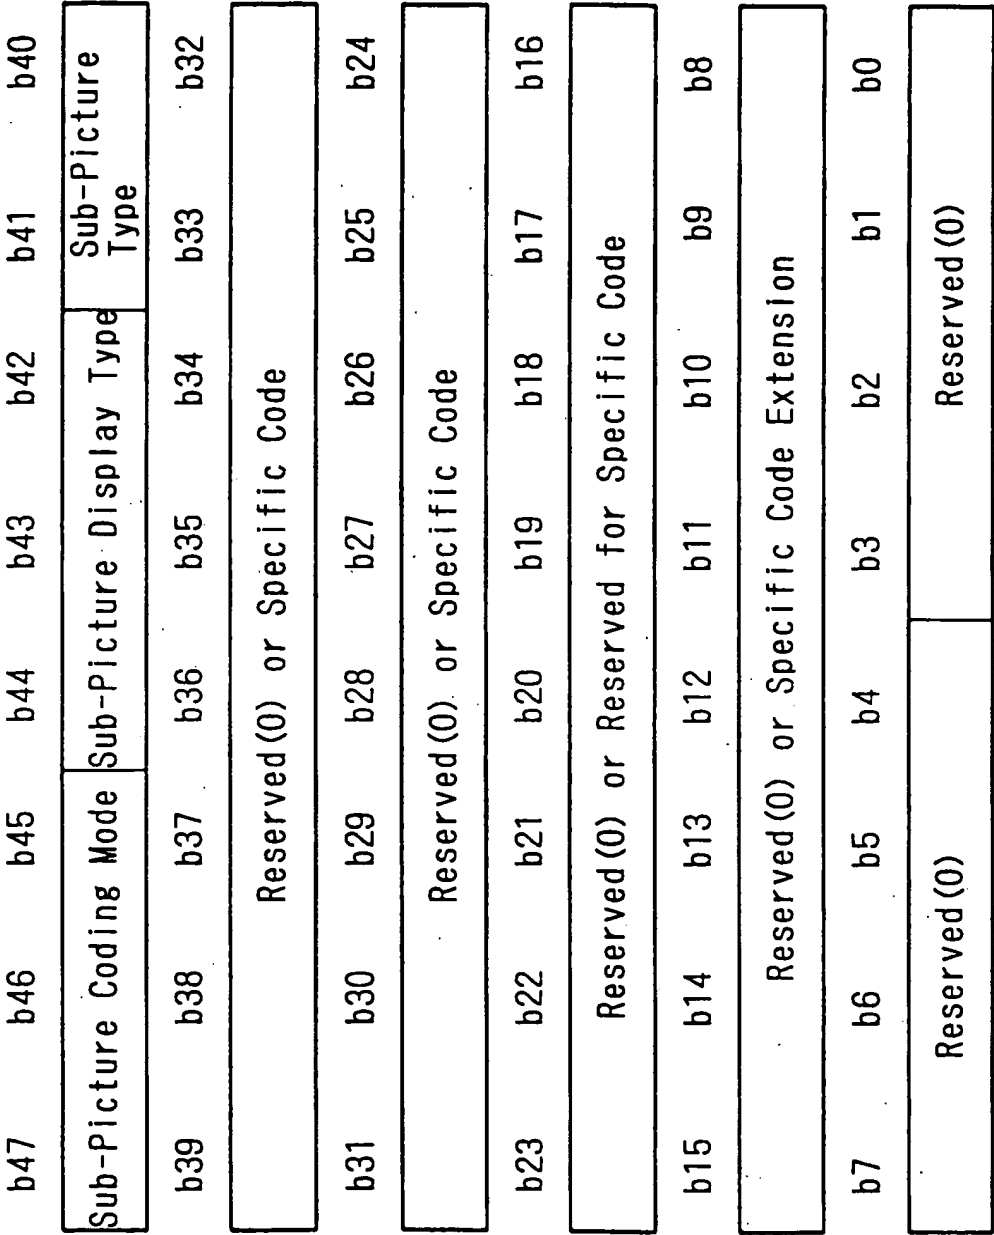 b47 b46 b45 b44 b43 b42 b41 b40
Sub-Picture Coding Mode Sub-Picture Display Type Sub-Picture
Type
b39 b38 b37 b36 b35 b34 b33 b32
Reserved(0) or Specific Code
b31 b30 b29 b28 b27 b26 b25 b24
Reserved(0) or Specific Code
b23 b22 b21 b20 b19 b18 b17 b16
Reserved(0) or Reserved for Specific Code
b15 b14 b13 b12 b11 b10 b9 b8
Reserved(0) or Specific Code Extension
b7 b6 b5 b4 b3 b2 b1 b0
Reserved(0) Reserved(0)